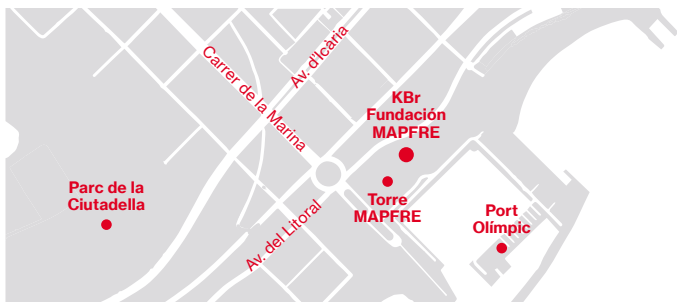 Carrer de la Marina
Av. d'Icària
KBr
Fundación
MAPFRE
Parc de la
Ciutadella
Torre
MAPFRE
Av. del Litoral
Port
Olímpic